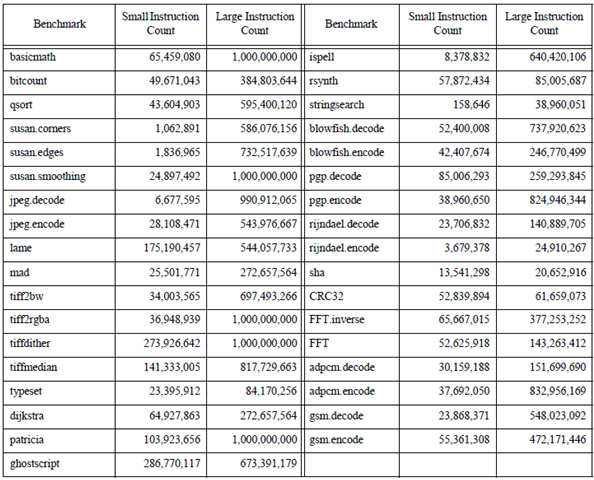 Benchmark Small Instruction Count Large Instruction Count Benchmark Small Instruction Count Large Instruction Count
basicmath 65,459,080 1,000,000,000 ispell 8,378,832 640,420,106
bitcount 49,671,043 384,803,644 rsynth 57,872,434 85,005,687
qsort 43,604,903 595,400,120 stringsearch 158,646 38,960,051
susan.corners 1,062,891 586,076,156 blowfish.decode 52,400,008 737,920,623
susan.edges 1,836,965 732,517,639 blowfish.encode 42,407,674 246,770,499
susan.smoothing 24,897,492 1,000,000,000 pgp.decode 85,006,293 259,293,845
jpeg.decode 6,677,595 990,912,065 pgp.encode 38,960,650 824,946,344
jpeg.encode 28,108,471 543,976,667 rijndael.decode 23,706,832 140,889,705
lame 175,190,457 544,057,733 rijndael.encode 3,679,378 24,910,267
mad 25,501,771 272,657,564 sha 13,541,298 20,652,916
tiff2bw 34,003,565 697,493,266 CRC32 52,839,894 61,659,073
tiff2rgba 36,948,939 1,000,000,000 FFT.inverse 65,667,015 377,253,252
tiffdither 273,926,642 1,000,000,000 FFT 52,625,918 143,263,412
tiffmedian 141,333,005 817,729,663 adpcm.decode 30,159,188 151,699,690
typeset 23,395,912 84,170,256 adpcm.encode 37,692,050 832,956,169
dijkstra 64,927,863 272,657,564 gsm.decode 23,868,371 548,023,092
patricia 103,923,656 1,000,000,000 gsm.encode 55,361,308 472,171,446
ghostscript 286,770,117 673,391,179